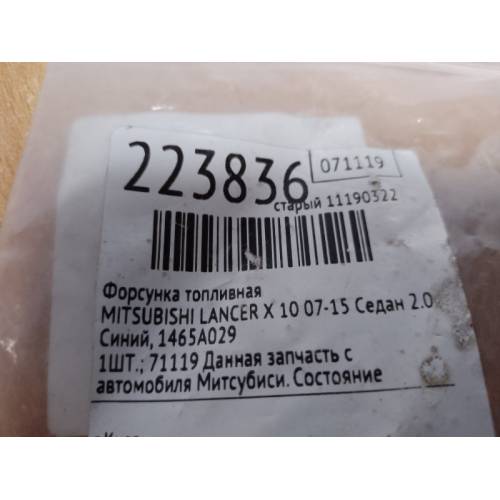 223836
071119
старый 11190322
Форсунка топливная
MITSUBISHI LANCER X 10 07-15 Седан 2.0
Синий, 1465A029
1ШТ.; 71119 Данная запчасть с
автомобиля Митсубиси. Состояние